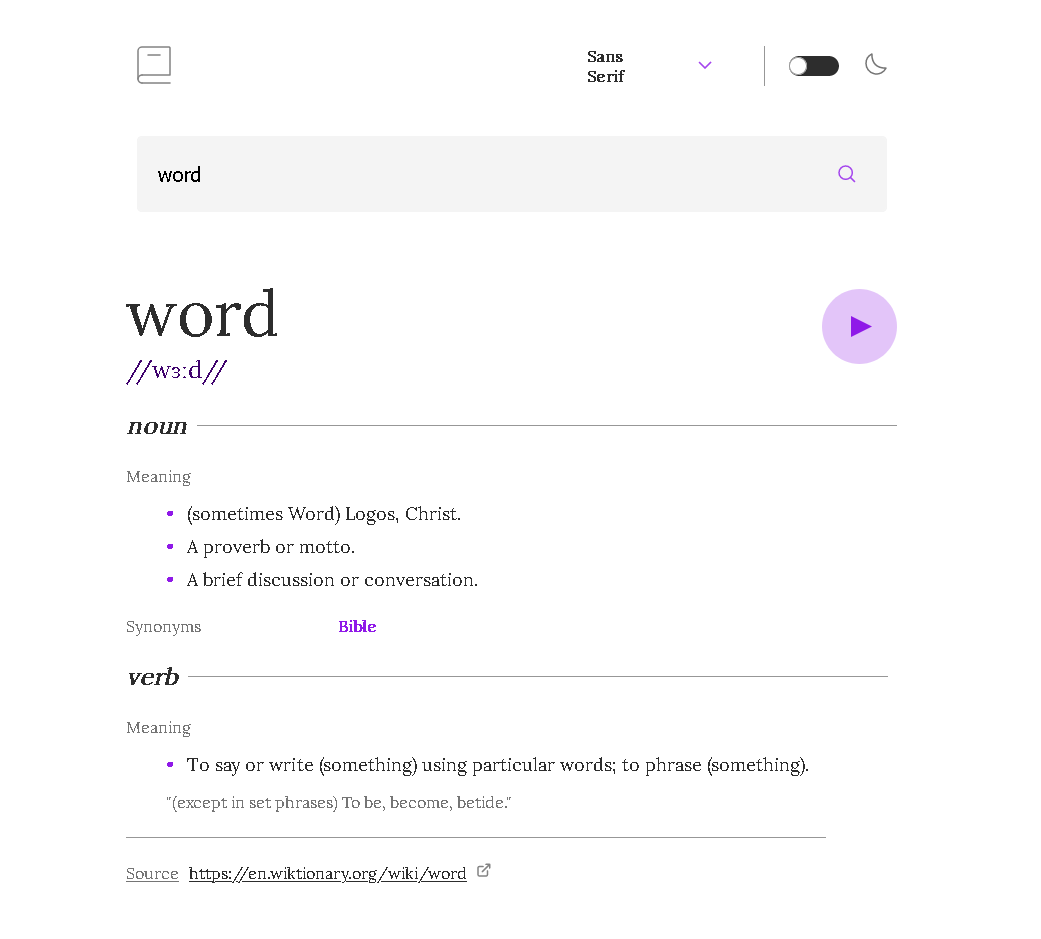 Sans
Serif
word
word
//wɜːd//
noun
Meaning
(sometimes Word) Logos, Christ.
A proverb or motto.
A brief discussion or conversation.
Synonyms Bible
verb
Meaning
To say or write (something) using particular words; to phrase (something).
"(except in set phrases) To be, become, betide."
Source https://en.wiktionary.org/wiki/word